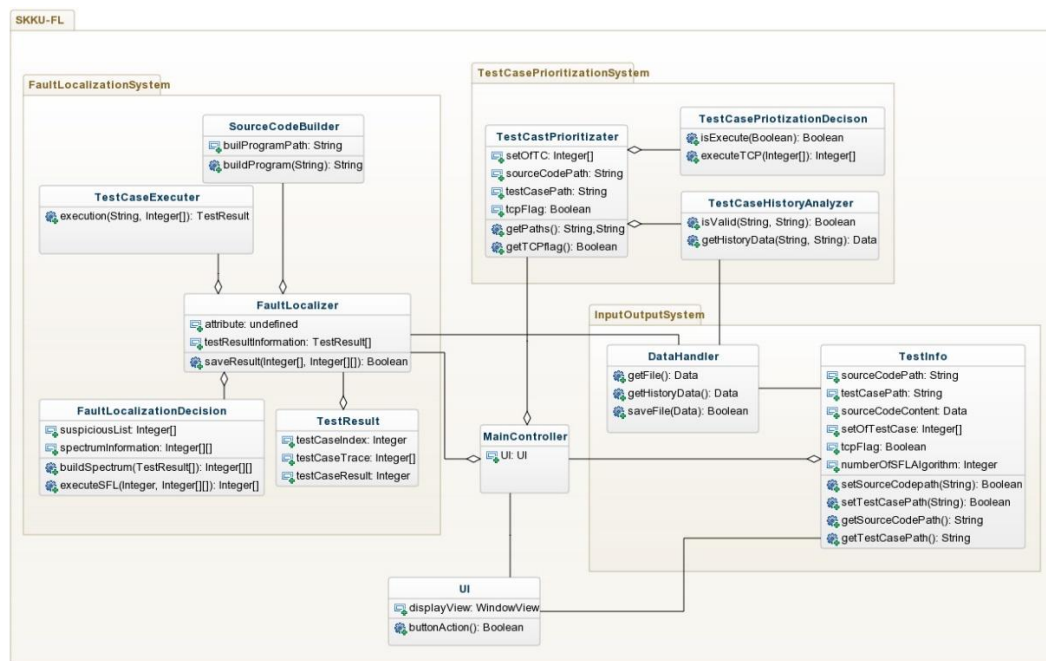 SKKU-FL
FaultLocalizationSystem
SourceCodeBuilder
builProgramPath: String
buildProgram(String): String
TestCaseExecuter
execution(String, Integer[]): TestResult
FaultLocalizer
attribute: undefined
testResultInformation: TestResult[]
saveResult(Integer[], Integer[][]): Boolean
FaultLocalizationDecision
suspiciousList: Integer[]
spectrumInformation: Integer[][]
buildSpectrum(TestResult[]): Integer[][]
executeSFL(Integer, Integer[][]): Integer[]
TestResult
testCaseIndex: Integer
testCaseTrace: Integer[]
testCaseResult: Integer
TestCasePrioritizationSystem
TestCastPrioritizater
setOfTC: Integer[]
sourceCodePath: String
testCasePath: String
tcpFlag: Boolean
getPaths(): String,String
getTCPflag(): Boolean
TestCasePriotizationDecison
isExecute(Boolean): Boolean
executeTCP(Integer[]): Integer[]
TestCaseHistoryAnalyzer
isValid(String, String): Boolean
getHistoryData(String, String): Data
InputOutputSystem
DataHandler
getFile(): Data
getHistoryData(): Data
saveFile(Data): Boolean
TestInfo
sourceCodePath: String
testCasePath: String
sourceCodeContent: Data
setOfTestCase: Integer[]
tcpFlag: Boolean
numberOfSFLAlgorithm: Integer
setSourceCodepath(String): Boolean
setTestCasePath(String): Boolean
getSourceCodePath(): String
getTestCasePath(): String
MainController
UI: UI
UI
displayView: WindowView
buttonAction(): Boolean